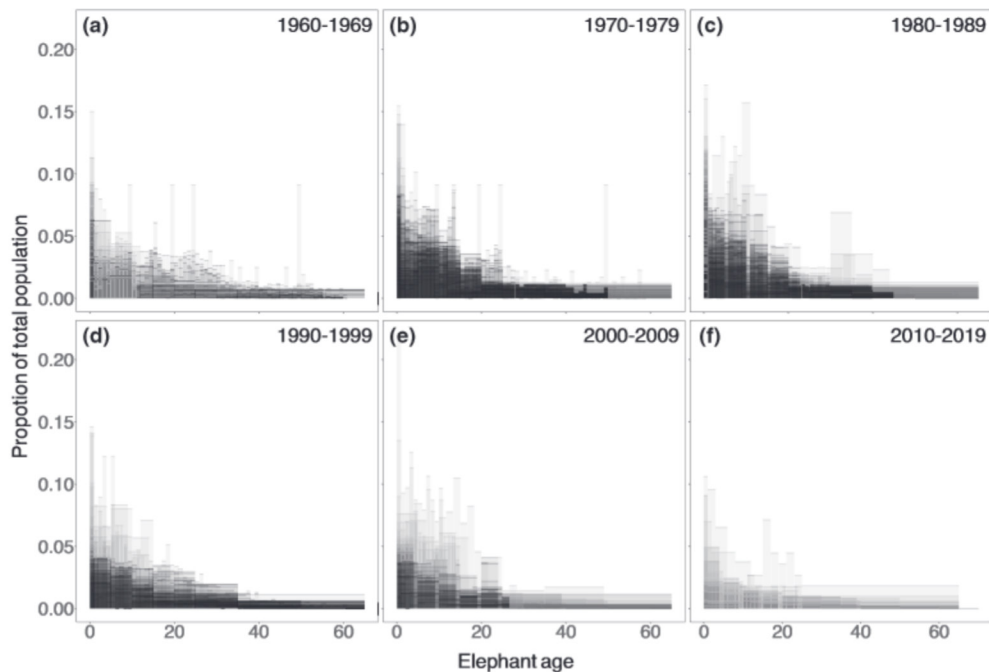 (a) 1960-1969
(b) 1970-1979
(c) 1980-1989
0.20
0.15
0.10
0.05
0.00
(d) 1990-1999
(e) 2000-2009
(f) 2010-2019
0.20
0.15
0.10
0.05
0.00
Propotion of total population
0 20 40 60
0 20 40 60
0 20 40 60
Elephant age